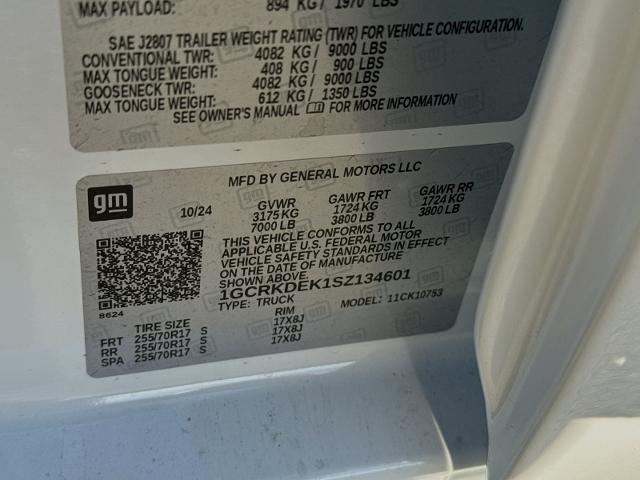 MAX PAYLOAD: 894 KG/ 1970 LBS
SAE J2807 TRAILER WEIGHT RATING (TWR) FOR VEHICLE CONFIGURATION:
CONVENTIONAL TWR: 4082 KG / 9000 LBS
MAX TONGUE WEIGHT: 408 KG / 900 LBS
GOOSENECK TWR: 4082 KG / 9000 LBS
MAX TONGUE WEIGHT: 612 KG / 1350 LBS
SEE OWNER'S MANUAL FOR MORE INFORMATION
MFD BY GENERAL MOTORS LLC
gm
10/24 GVWR GAWR FRT GAWR RR
3175 KG 1724 KG 1724 KG
7000 LB 3800 LB 3800 LB
THIS VEHICLE CONFORMS TO ALL
APPLICABLE U.S. FEDERAL MOTOR
VEHICLE SAFETY STANDARDS IN EFFECT
ON THE DATE OF MANUFACTURE
1GCRKDEK1SZ134601
8624 TYPE: TRUCK MODEL: 11CK10753
TIRE SIZE RIM
FRT 255/70R17 S 17X8J
RR 255/70R17 S 17X8J
SPA 255/70R17 S 17X8J